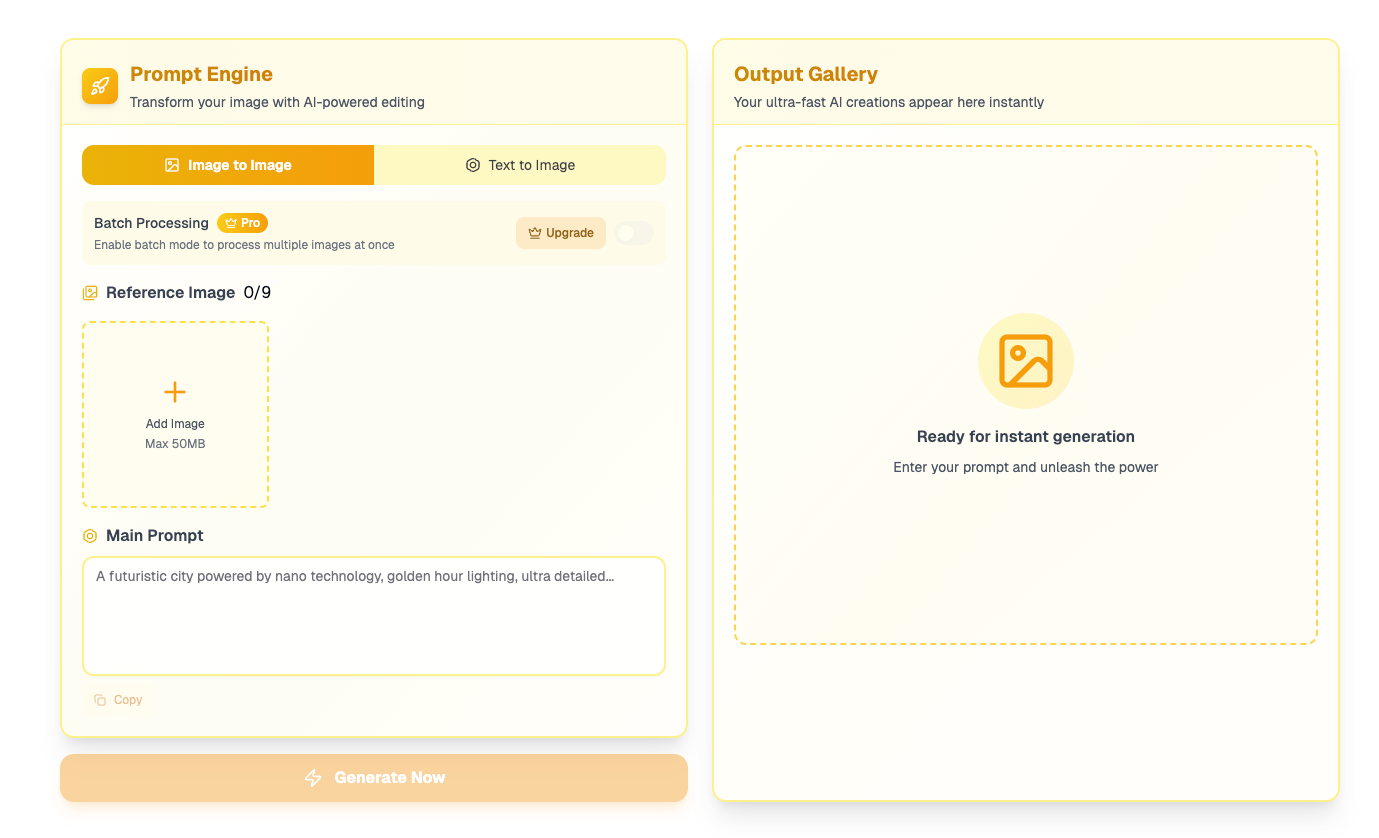 Prompt Engine
Transform your image with AI-powered editing
Image to Image
Text to Image
Batch Processing
Pro
Enable batch mode to process multiple images at once
Upgrade
Reference Image 0/9
Add Image
Max 50MB
Main Prompt
A futuristic city powered by nano technology, golden hour lighting, ultra detailed...
Copy
Generate Now
Output Gallery
Your ultra-fast AI creations appear here instantly
Ready for instant generation
Enter your prompt and unleash the power